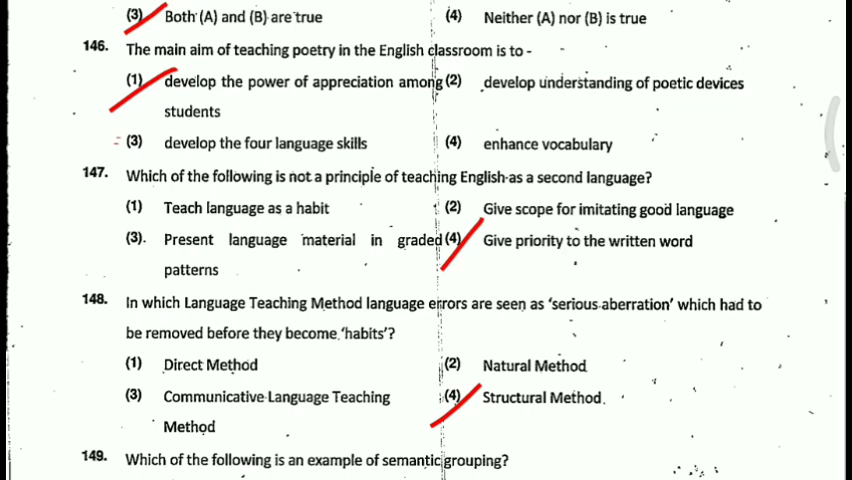 (3) Both (A) and (B) are true (4) Neither (A) nor (B) is true
146. The main aim of teaching poetry in the English classroom is to -
(1) develop the power of appreciation among (2) develop understanding of poetic devices
students
(3) develop the four language skills (4) enhance vocabulary
147. Which of the following is not a principle of teaching English as a second language?
(1) Teach language as a habit (2) Give scope for imitating good language
(3). Present language material in graded (4) Give priority to the written word
patterns
148. In which Language Teaching Method language errors are seen as 'serious aberration' which had to
be removed before they become 'habits'?
(1) Direct Method (2) Natural Method
(3) Communicative Language Teaching (4) Structural Method
Method
149. Which of the following is an example of semantic grouping?